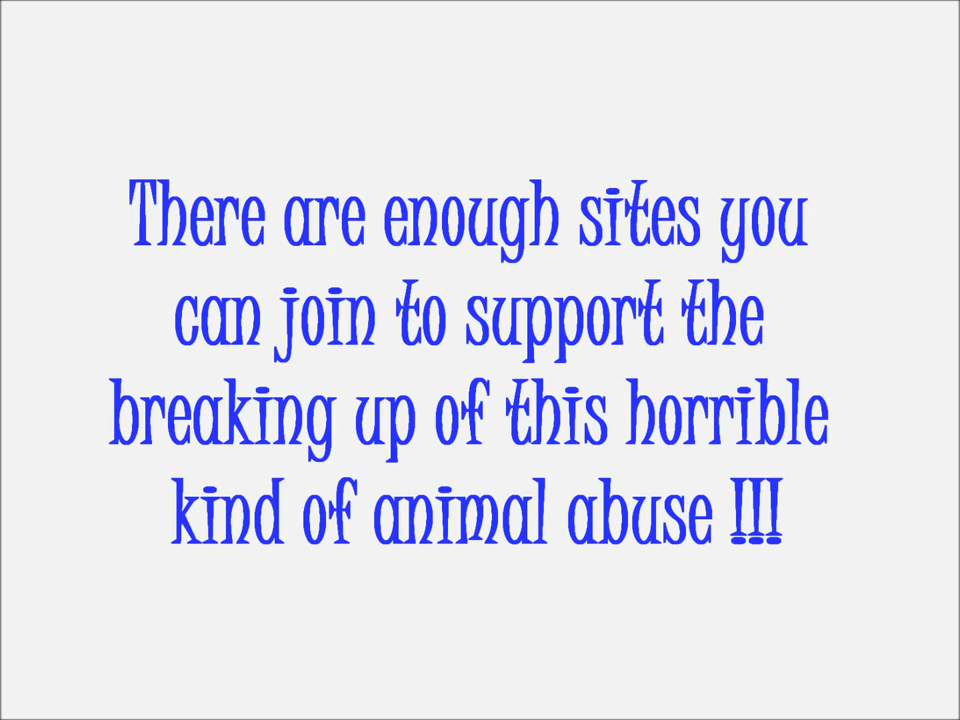 There are enough sites you
can join to support the
breaking up of this horrible
kind of animal abuse !!!